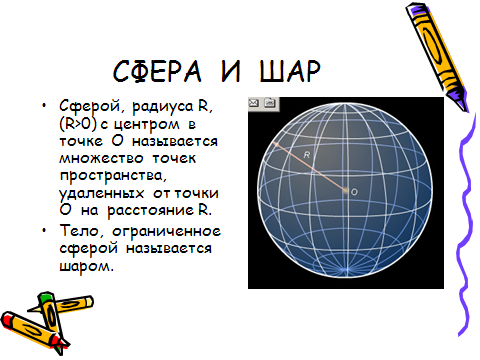 СФЕРА И ШАР
• Сферой, радиуса R,
(R>0) с центром в
точке О называется
множество точек
пространства,
удаленных от точки
О на расстояние R.
• Тело, ограниченное
сферой называется
шаром.
R
O